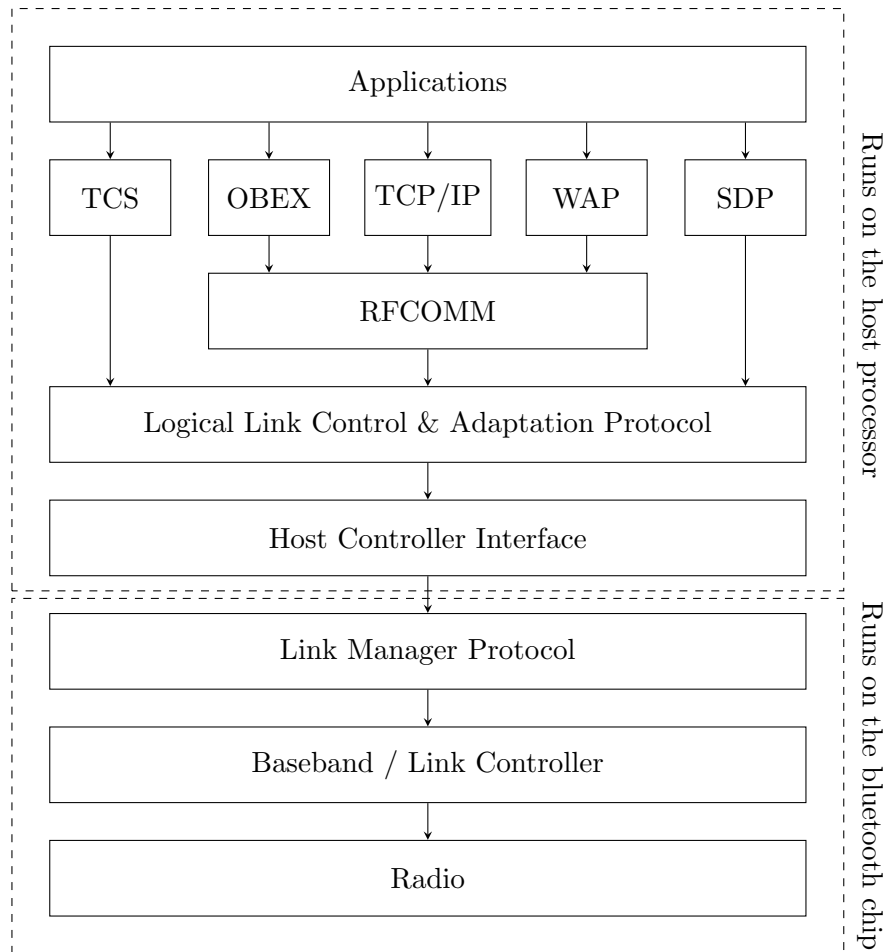 Applications
TCS
OBEX
TCP/IP
WAP
SDP
RFCOMM
Logical Link Control & Adaptation Protocol
Host Controller Interface
Runs on the host processor
Link Manager Protocol
Baseband / Link Controller
Radio
Runs on the bluetooth chip